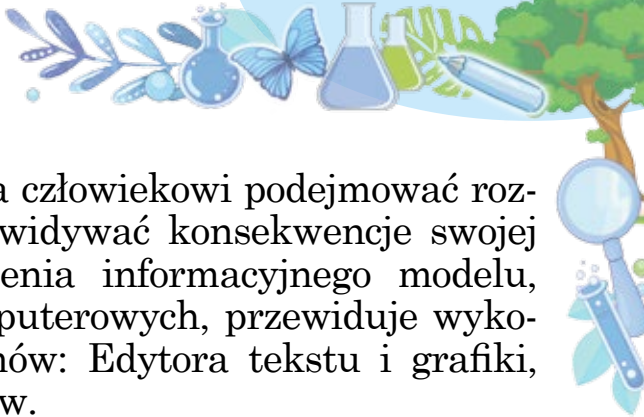 a człowiekowi podejmować roz-
widywać konsekwencje swojej
enia informacyjnego modelu,
puterowych, przewiduje wyko-
nów: Edytora tekstu i grafiki,
w.